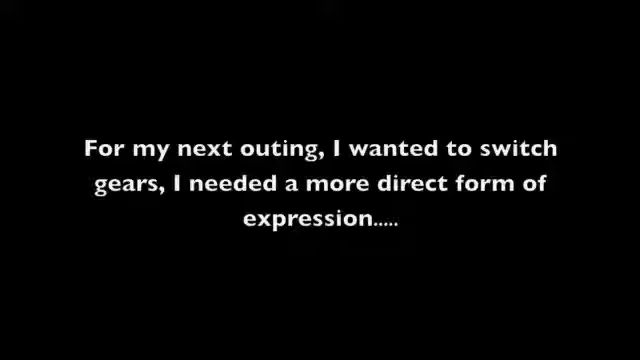 For my next outing, I wanted to switch
gears, I needed a more direct form of
expression.....